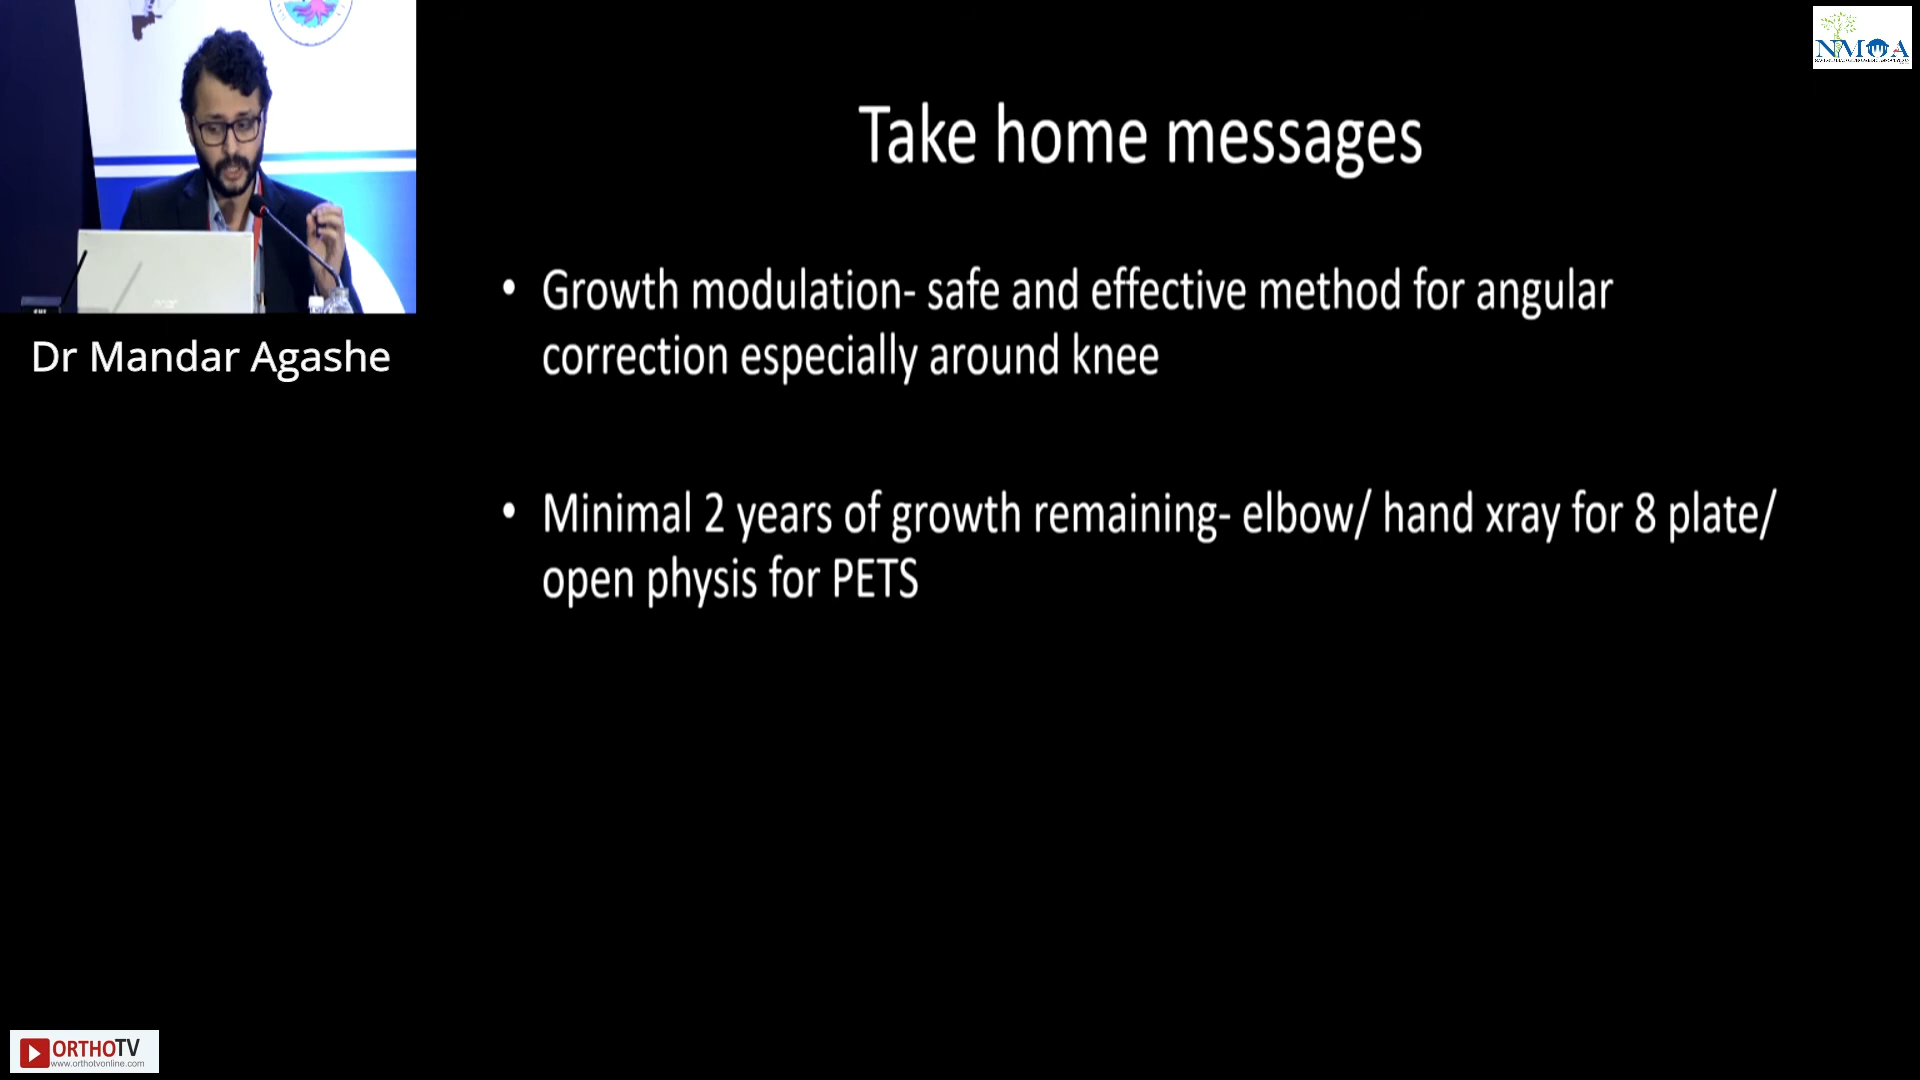 NMOA
Take home messages
• Growth modulation- safe and effective method for angular
correction especially around knee
Dr Mandar Agashe
• Minimal 2 years of growth remaining- elbow/ hand xray for 8 plate/
open physis for PETS
ORTHOTV
www.orthotvonline.com